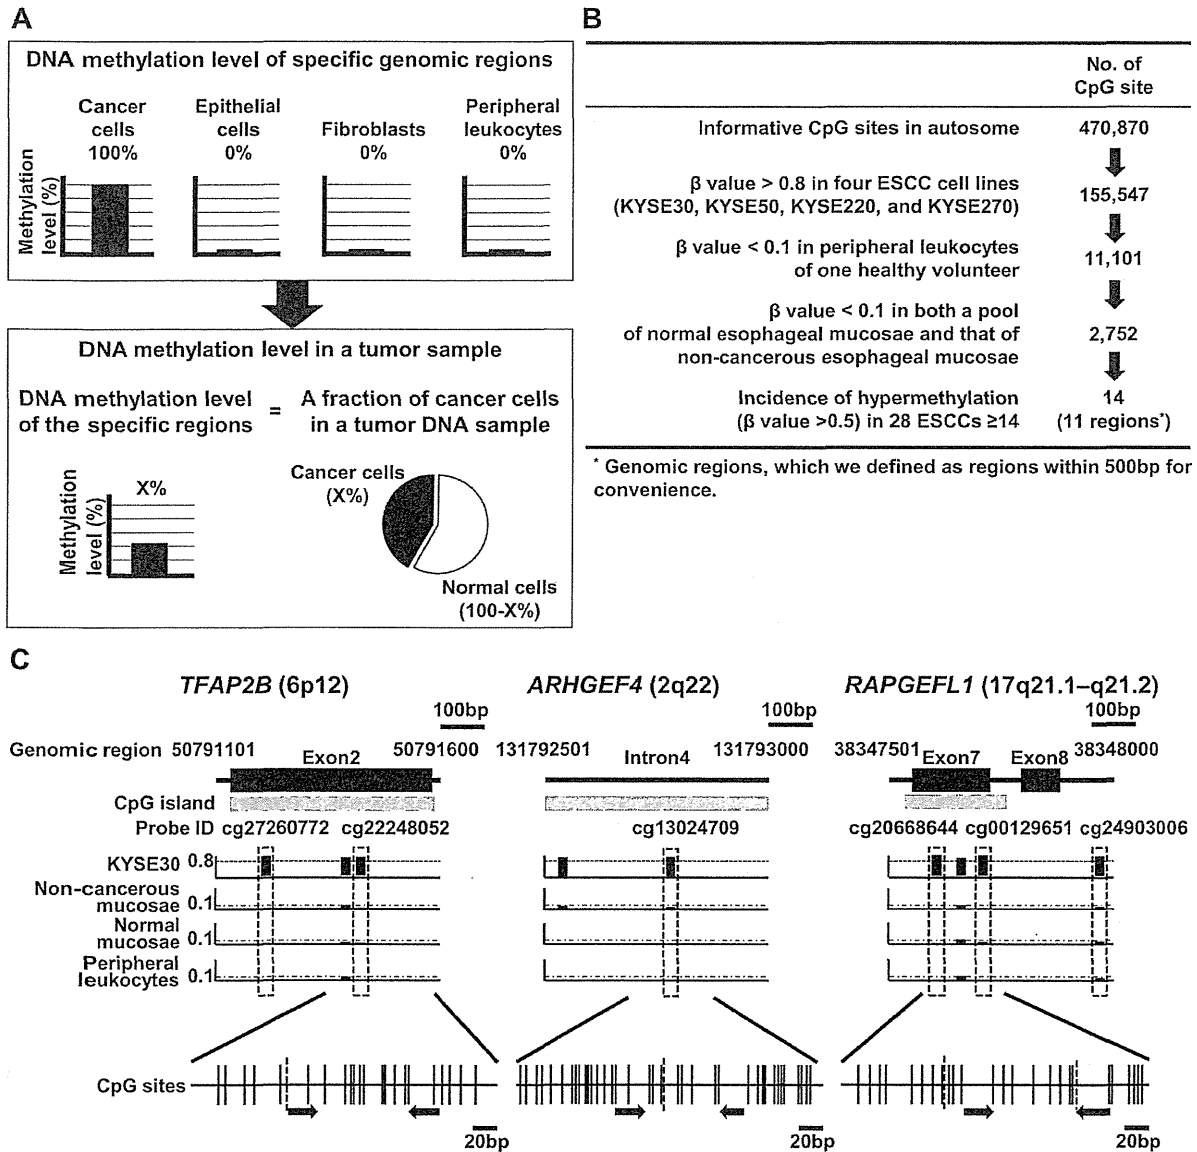 A
DNA methylation level of specific genomic regions
Cancer
cells
100%
Epithelial
cells
0%
Fibroblasts
0%
Peripheral
leukocytes
0%
Methylation
level (%)
DNA methylation level in a tumor sample
DNA methylation level
of the specific regions
=
A fraction of cancer cells
in a tumor DNA sample
Methylation
level (%)
X%
Cancer cells
(X%)
Normal cells
(100-X%)
B
No. of
CpG site
Informative CpG sites in autosome 470,870
β value > 0.8 in four ESCC cell lines
(KYSE30, KYSE50, KYSE220, and KYSE270)
155,547
β value < 0.1 in peripheral leukocytes
of one healthy volunteer
11,101
β value < 0.1 in both a pool
of normal esophageal mucosae and that of
non-cancerous esophageal mucosae
2,752
Incidence of hypermethylation
(β value >0.5) in 28 ESCCs ≥14
14
(11 regions*)
* Genomic regions, which we defined as regions within 500bp for
convenience.
C
TFAP2B (6p12) ARHGEF4 (2q22) RAPGEFL1 (17q21.1–q21.2)
100bp 100bp 100bp
Genomic region 50791101 50791600 131792501 131793000 38347501 38348000
Exon2 Intron4 Exon7 Exon8
CpG island
Probe ID cg27260772 cg22248052 cg13024709 cg20668644 cg00129651 cg24903006
KYSE30 0.8
Non-cancerous
mucosae 0.1
Normal
mucosae 0.1
Peripheral
leukocytes 0.1
CpG sites
20bp 20bp 20bp